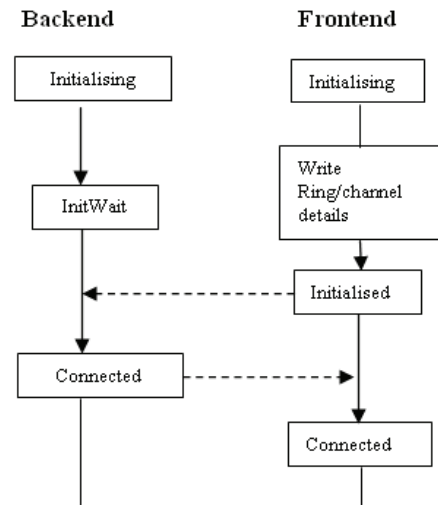 Backend
Frontend
Initialising
Initialising
Write
Ring/channel
details
InitWait
Initialised
Connected
Connected